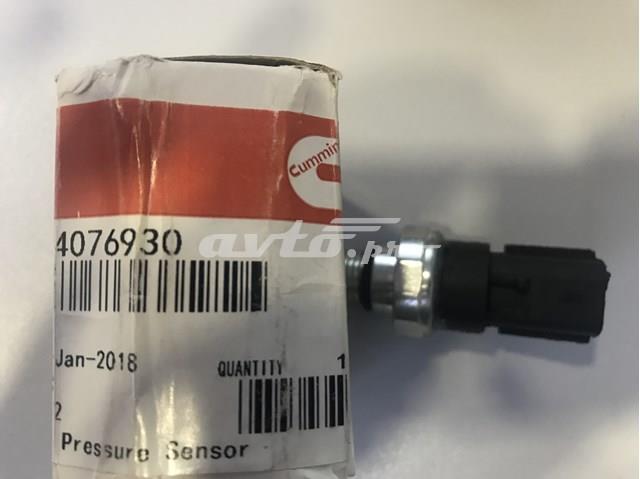 Cummin
4076930
avto.pro
Jan-2018
QUANTITY 1
2
Pressure Sensor